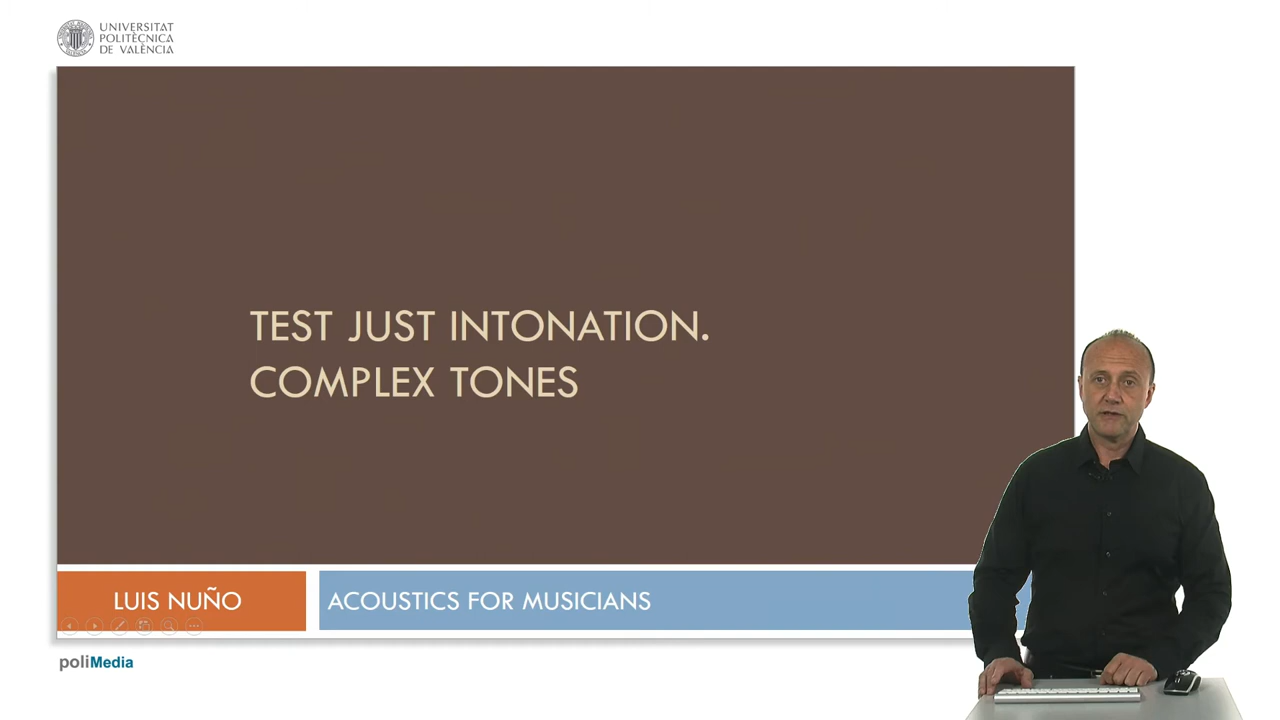 UNIVERSITAT
POLITÈCNICA
DE VALÈNCIA
TEST JUST INTONATION.
COMPLEX TONES
LUIS NUÑO
ACOUSTICS FOR MUSICIANS
poliMedia